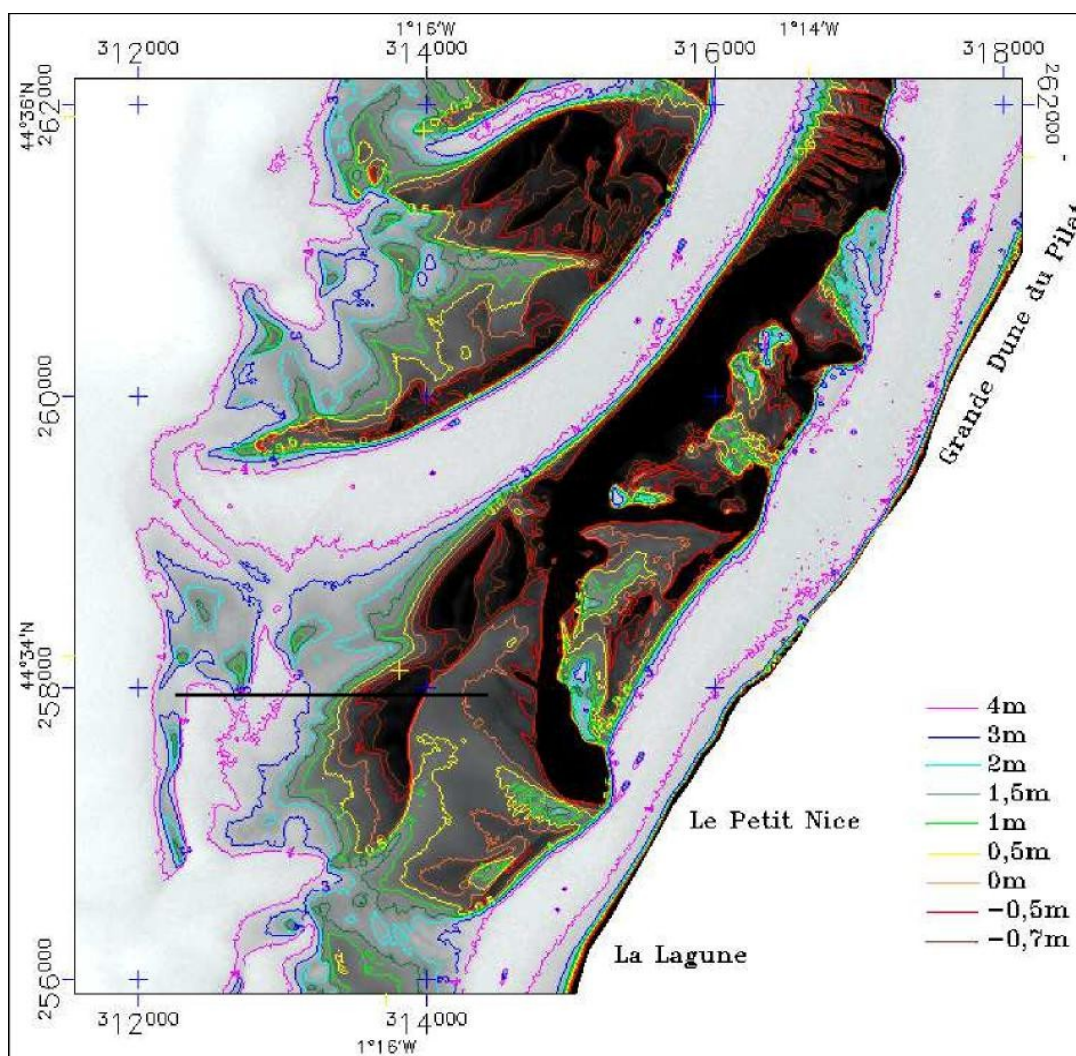 1°16'W 1°14'W
312000 314000 316000 318000
44°36'N 262000 262000
Grande Dune du Pilat
260000
44°34'N 258000
4m
3m
2m
1,5m
1m
0,5m
0m
-0,5m
-0,7m
Le Petit Nice
La Lagune
256000
312000 314000
1°16'W